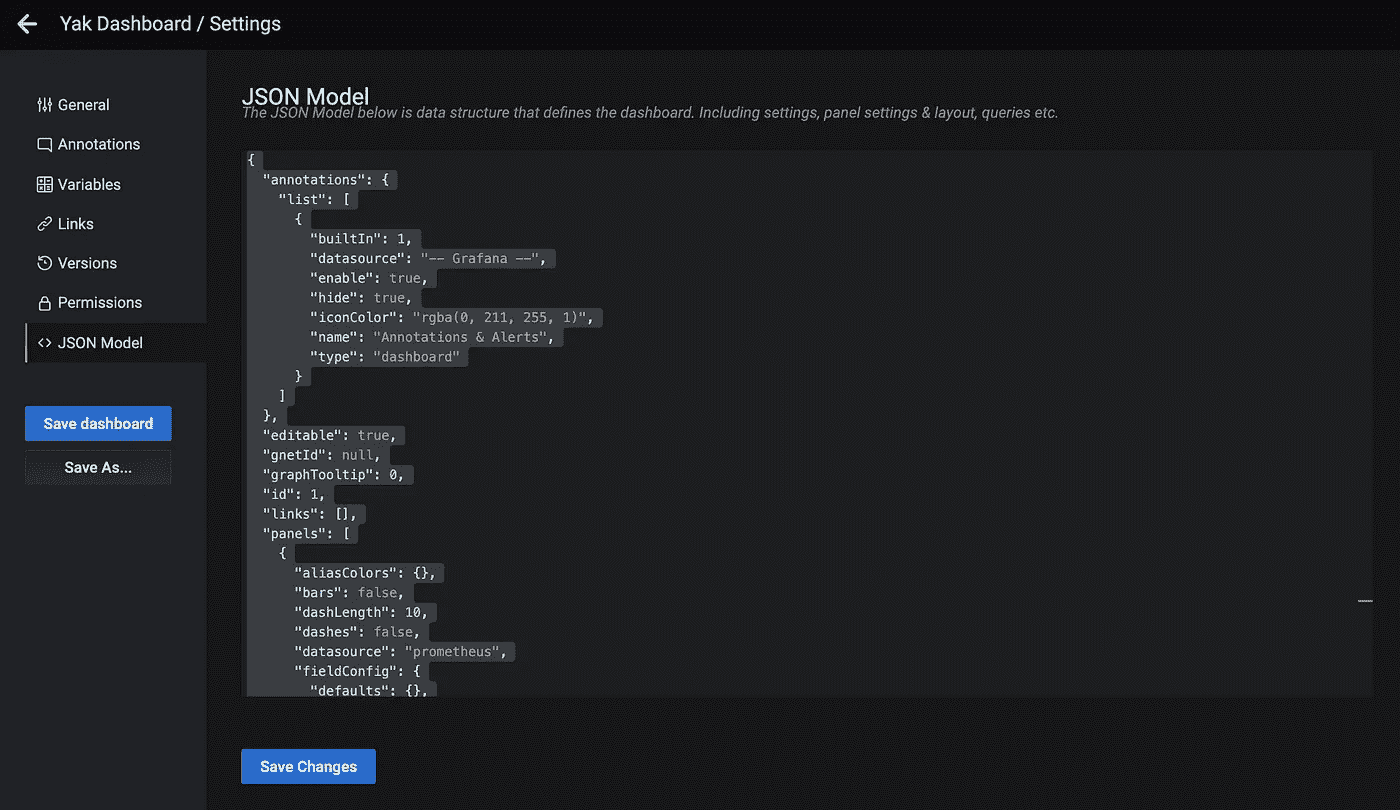 Yak Dashboard / Settings
General
Annotations
Variables
Links
Versions
Permissions
JSON Model
Save dashboard
Save As...
JSON Model
The JSON Model below is data structure that defines the dashboard. Including settings, panel settings & layout, queries etc.
{
  "annotations": {
    "list": [
      {
        "builtIn": 1,
        "datasource": "-- Grafana --",
        "enable": true,
        "hide": true,
        "iconColor": "rgba(0, 211, 255, 1)",
        "name": "Annotations & Alerts",
        "type": "dashboard"
      }
    ]
  },
  "editable": true,
  "gnetId": null,
  "graphTooltip": 0,
  "id": 1,
  "links": [],
  "panels": [
    {
      "aliasColors": {},
      "bars": false,
      "dashLength": 10,
      "dashes": false,
      "datasource": "prometheus",
      "fieldConfig": {
        "defaults": {},
Save Changes